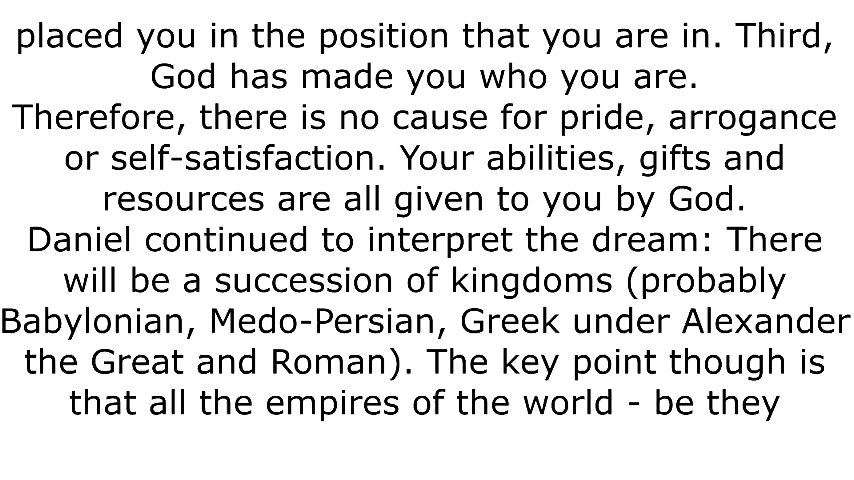 placed you in the position that you are in. Third,
God has made you who you are.
Therefore, there is no cause for pride, arrogance
or self-satisfaction. Your abilities, gifts and
resources are all given to you by God.
Daniel continued to interpret the dream: There
will be a succession of kingdoms (probably
Babylonian, Medo-Persian, Greek under Alexander
the Great and Roman). The key point though is
that all the empires of the world - be they